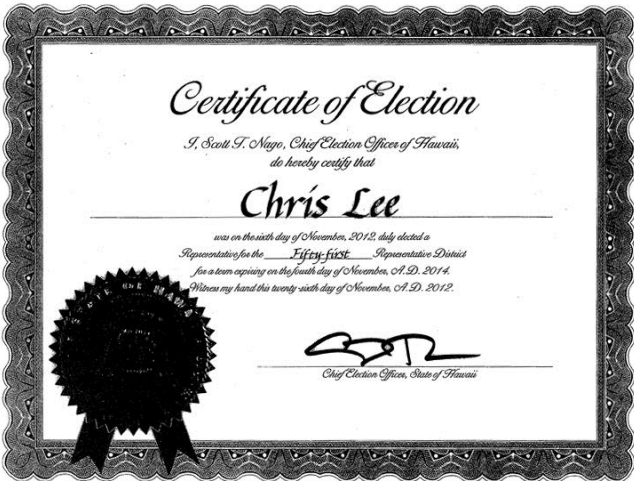 Certificate of Election
I, Scott T. Nago, Chief Election Officer of Hawaii,
do hereby certify that
Chris Lee
was on the sixth day of November, 2012, duly elected a
Representative for the Fifty-first Representative District
for a term expiring on the fourth day of November, A.D. 2014.
Witness my hand this twenty-sixth day of November, A.D. 2012.
Chief Election Officer, State of Hawaii